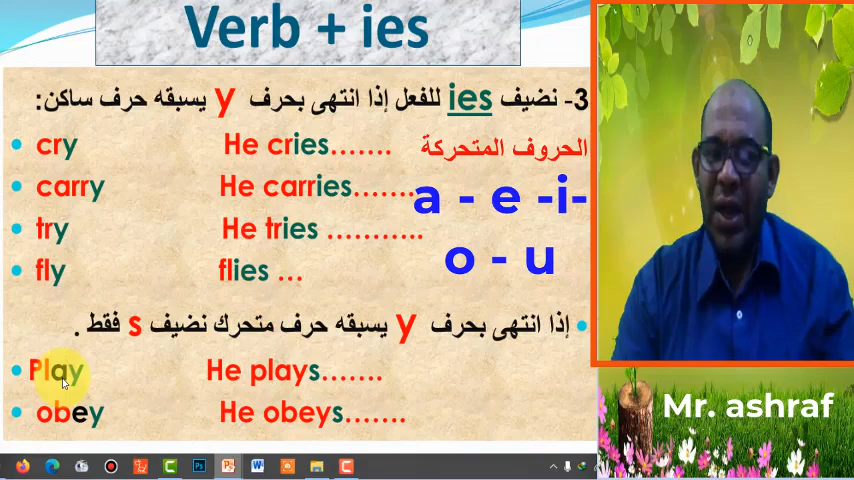 Verb + ies
3- نضيف ies للفعل إذا انتهى بحرف y يسبقه حرف ساكن:
cry He cries.......
الحروف المتحركة
carry He carries.......
a - e -i-
try He tries ...........
o - u
fly flies ...
إذا انتهى بحرف y يسبقه حرف متحرك نضيف s فقط .
Play He plays.......
obey He obeys.......
Mr. ashraf